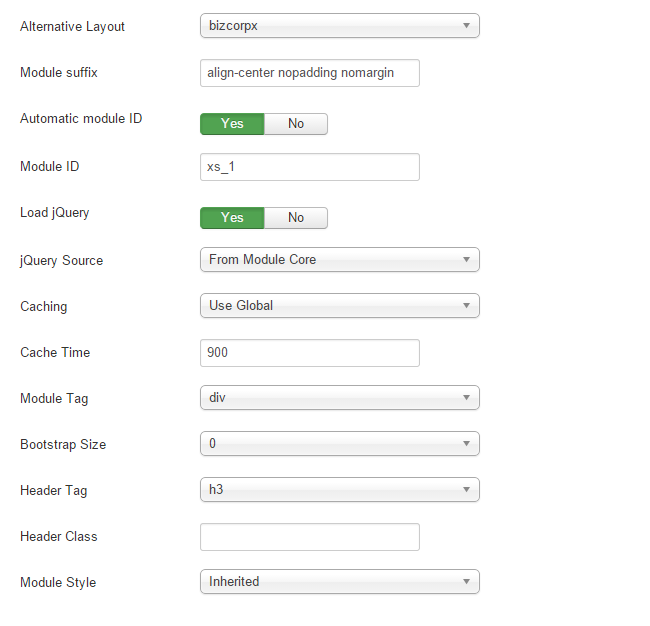 Alternative Layout bizcorpx
Module suffix align-center nopadding nomargin
Automatic module ID Yes No
Module ID xs_1
Load jQuery Yes No
jQuery Source From Module Core
Caching Use Global
Cache Time 900
Module Tag div
Bootstrap Size 0
Header Tag h3
Header Class
Module Style Inherited